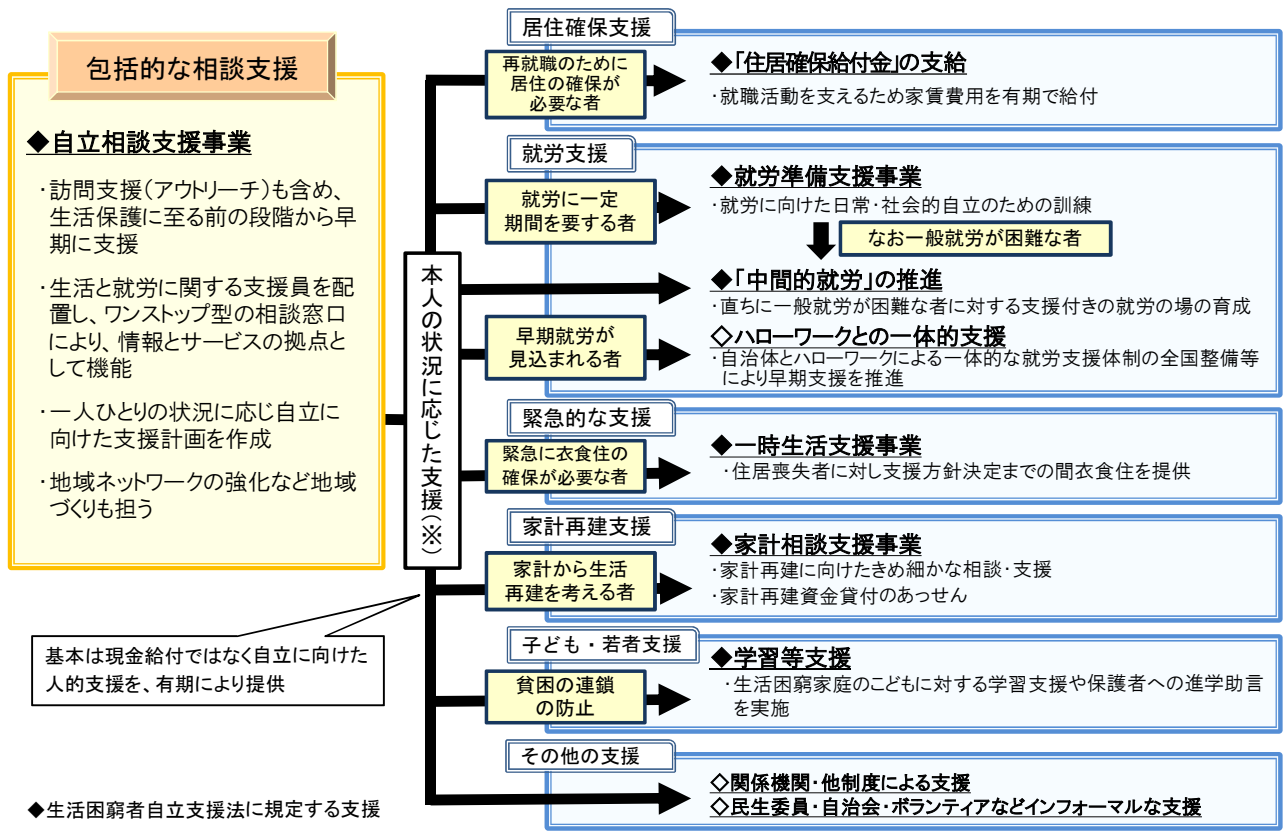 包括的な相談支援
◆自立相談支援事業
・訪問支援(アウトリーチ)も含め、
生活保護に至る前の段階から早
期に支援
・生活と就労に関する支援員を配
置し、ワンストップ型の相談窓口
により、情報とサービスの拠点と
して機能
・一人ひとりの状況に応じ自立に
向けた支援計画を作成
・地域ネットワークの強化など地域
づくりも担う
本人の状況に応じた支援(※)
基本は現金給付ではなく自立に向けた
人的支援を、有期により提供
◆生活困窮者自立支援法に規定する支援
居住確保支援
再就職のために
居住の確保が
必要な者
◆「住居確保給付金」の支給
・就職活動を支えるため家賃費用を有期で給付
就労支援
就労に一定
期間を要する者
◆就労準備支援事業
・就労に向けた日常・社会的自立のための訓練
なお一般就労が困難な者
◆「中間的就労」の推進
・直ちに一般就労が困難な者に対する支援付きの就労の場の育成
早期就労が
見込まれる者
◇ハローワークとの一体的支援
・自治体とハローワークによる一体的な就労支援体制の全国整備等
により早期支援を推進
緊急的な支援
緊急に衣食住の
確保が必要な者
◆一時生活支援事業
・住居喪失者に対し支援方針決定までの間衣食住を提供
家計再建支援
家計から生活
再建を考える者
◆家計相談支援事業
・家計再建に向けたきめ細かな相談・支援
・家計再建資金貸付のあっせん
子ども・若者支援
貧困の連鎖
の防止
◆学習等支援
・生活困窮家庭のこどもに対する学習支援や保護者への進学助言
を実施
その他の支援
◇関係機関・他制度による支援
◇民生委員・自治会・ボランティアなどインフォーマルな支援